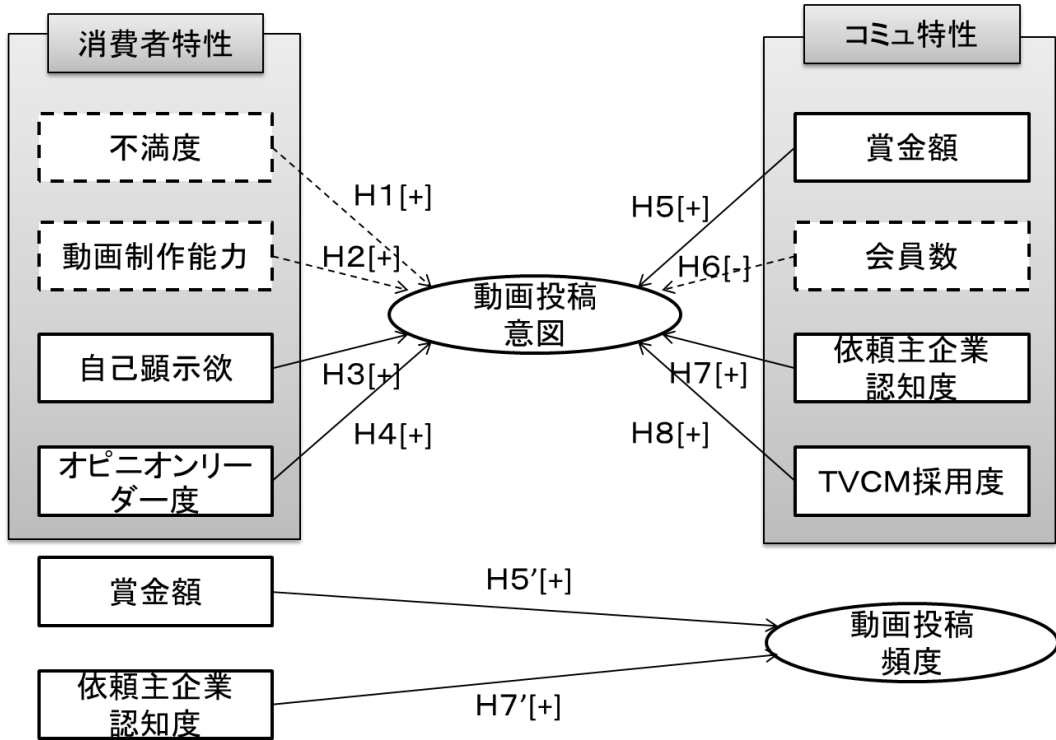 消費者特性
不満度
動画制作能力
自己顕示欲
オピニオンリー
ダー度
H1[+]
H2[+]
H3[+]
H4[+]
動画投稿
意図
コミュ特性
賞金額
会員数
依頼主企業
認知度
TVCM採用度
H5[+]
H6[-]
H7[+]
H8[+]
賞金額
依頼主企業
認知度
H5’[+]
H7’[+]
動画投稿
頻度